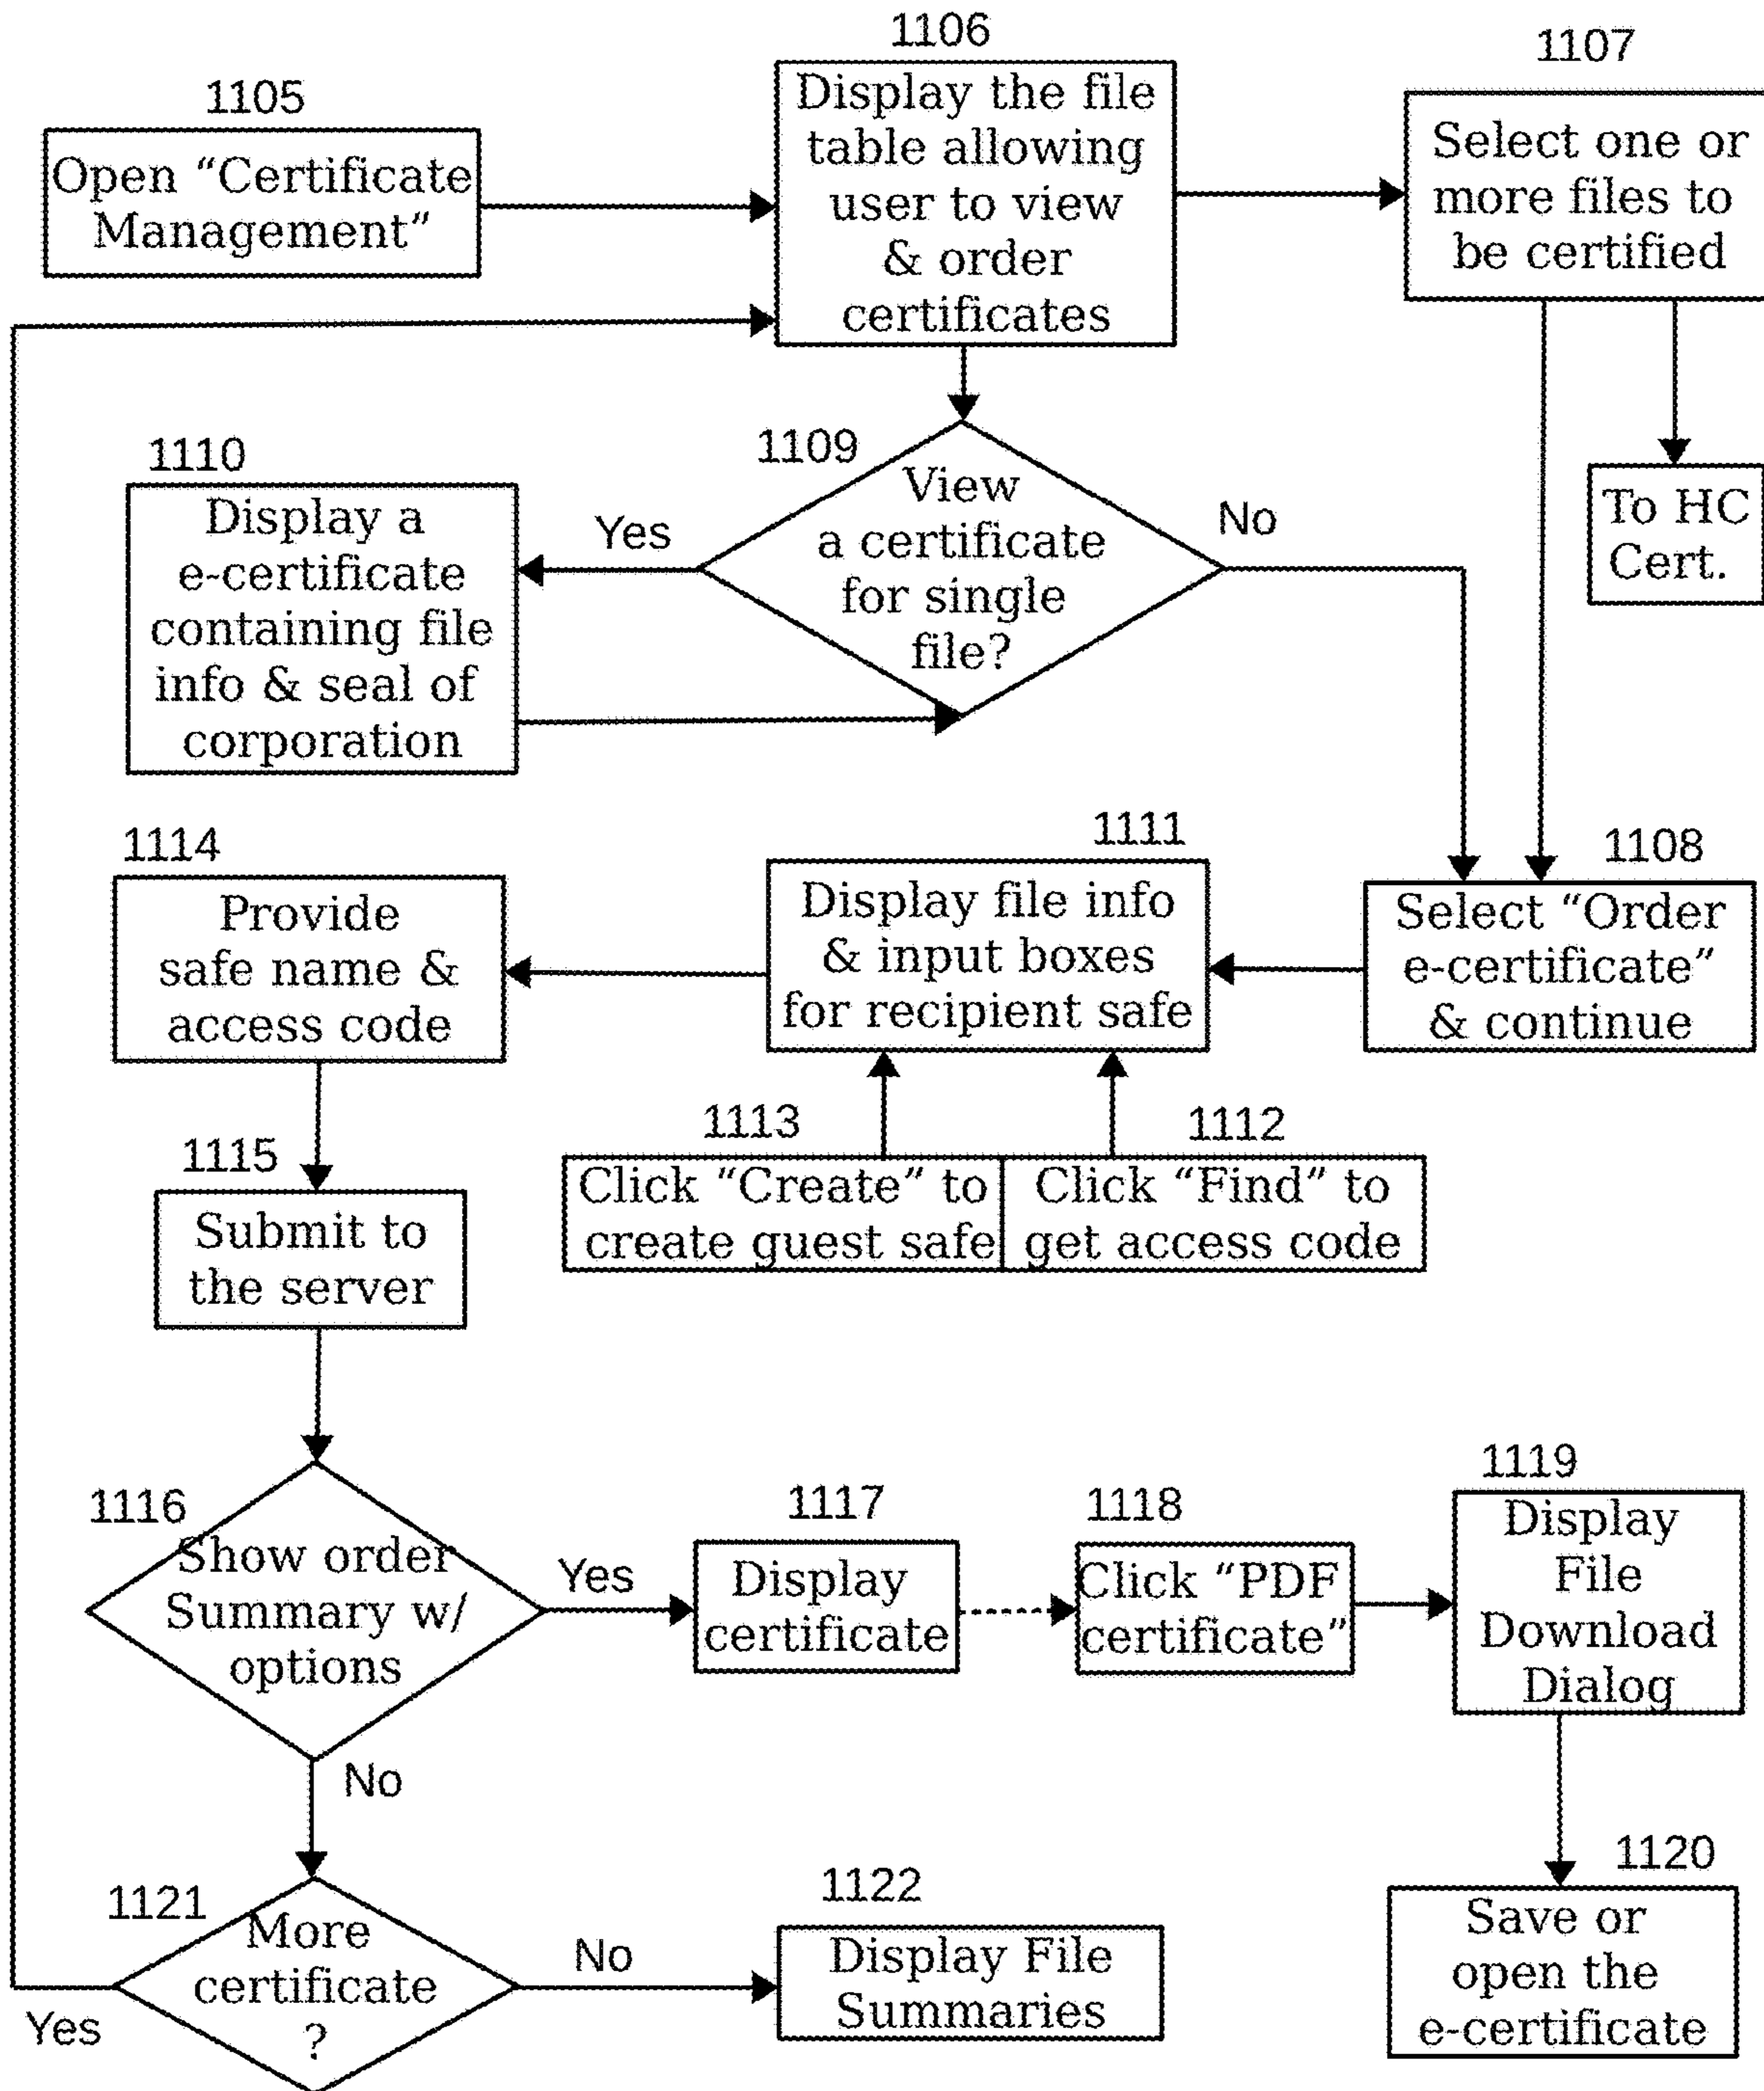 1105
Open “Certificate
Management”
1106
Display the file
table allowing
user to view
& order
certificates
1107
Select one or
more files to
be certified
To HC
Cert.
1109
View
a certificate
for single
file?
Yes
No
1110
Display a
e-certificate
containing file
info & seal of
corporation
1108
Select “Order
e-certificate”
& continue
1111
Display file info
& input boxes
for recipient safe
1113
Click “Create” to
create guest safe
1112
Click “Find” to
get access code
1114
Provide
safe name &
access code
1115
Submit to
the server
1116
Show order
Summary w/
options
Yes
No
1117
Display
certificate
1118
Click “PDF
certificate”
1119
Display
File
Download
Dialog
1120
Save or
open the
e-certificate
1121
More
certificate
?
Yes
No
1122
Display File
Summaries